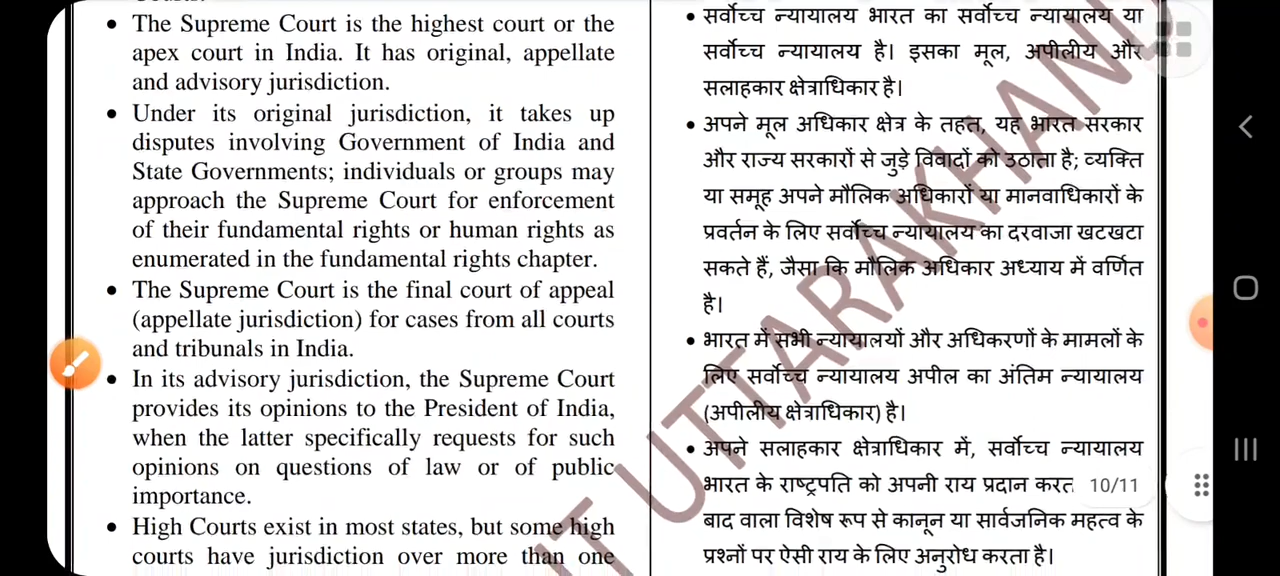 • The Supreme Court is the highest court or the
apex court in India. It has original, appellate
and advisory jurisdiction.
• Under its original jurisdiction, it takes up
disputes involving Government of India and
State Governments; individuals or groups may
approach the Supreme Court for enforcement
of their fundamental rights or human rights as
enumerated in the fundamental rights chapter.
• The Supreme Court is the final court of appeal
(appellate jurisdiction) for cases from all courts
and tribunals in India.
• In its advisory jurisdiction, the Supreme Court
provides its opinions to the President of India,
when the latter specifically requests for such
opinions on questions of law or of public
importance.
• High Courts exist in most states, but some high
courts have jurisdiction over more than one
• सर्वोच्च न्यायालय भारत का सर्वोच्च न्यायालय या
सर्वोच्च न्यायालय है। इसका मूल, अपीलीय और
सलाहकार क्षेत्राधिकार है।
• अपने मूल अधिकार क्षेत्र के तहत, यह भारत सरकार
और राज्य सरकारों से जुड़े विवादों को उठाता है; व्यक्ति
या समूह अपने मौलिक अधिकारों या मानवाधिकारों के
प्रवर्तन के लिए सर्वोच्च न्यायालय का दरवाजा खटखटा
सकते हैं, जैसा कि मौलिक अधिकार अध्याय में वर्णित
है।
• भारत में सभी न्यायालयों और अधिकरणों के मामलों के
लिए सर्वोच्च न्यायालय अपील का अंतिम न्यायालय
(अपीलीय क्षेत्राधिकार) है।
• अपने सलाहकार क्षेत्राधिकार में, सर्वोच्च न्यायालय
भारत के राष्ट्रपति को अपनी राय प्रदान करत
बाद वाला विशेष रूप से कानून या सार्वजनिक महत्व के
प्रश्नों पर ऐसी राय के लिए अनुरोध करता है।
10/11
IT UTTARAKHAND